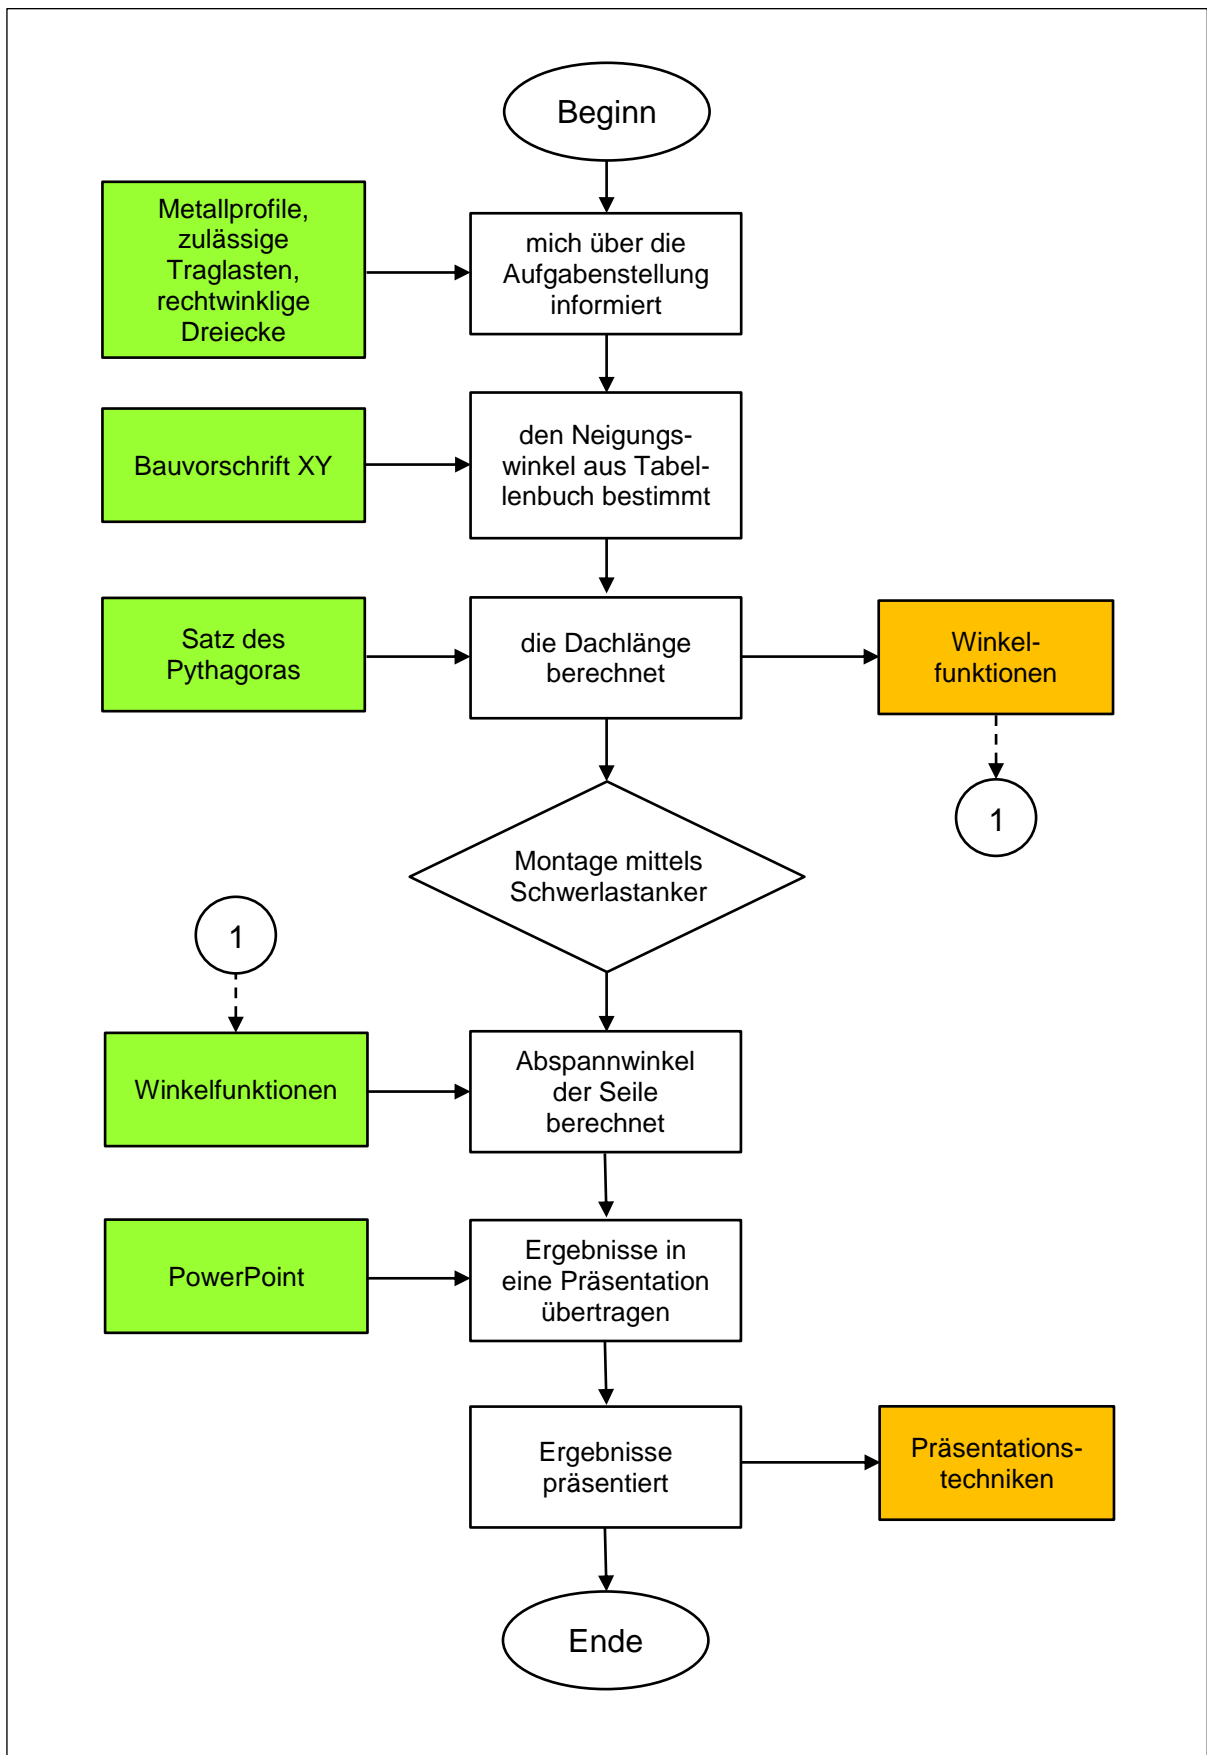 Beginn
Metallprofile,
zulässige
Traglasten,
rechtwinklige
Dreiecke
mich über die
Aufgabenstellung
informiert
Bauvorschrift XY
den Neigungs-
winkel aus Tabel-
lenbuch bestimmt
Satz des
Pythagoras
die Dachlänge
berechnet
Winkel-
funktionen
1
Montage mittels
Schwerlastanker
1
Winkelfunktionen
Abspannwinkel
der Seile
berechnet
PowerPoint
Ergebnisse in
eine Präsentation
übertragen
Ergebnisse
präsentiert
Präsentations-
techniken
Ende